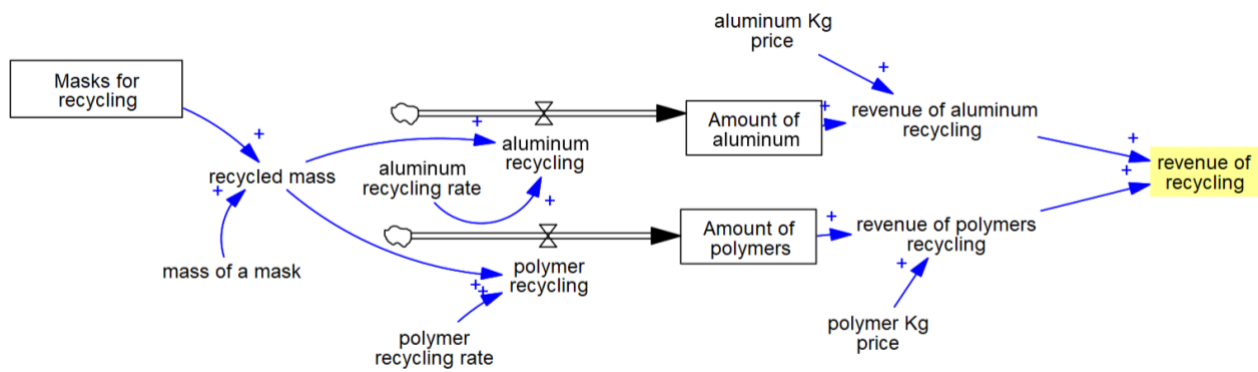 aluminum Kg
price
Masks for
recycling
+
+
+
Amount of
aluminum
+
revenue of aluminum
recycling
+
aluminum
recycling
+
revenue of
recycling
recycled mass
+
aluminum
recycling rate
+
+
Amount of
polymers
+
revenue of polymers
recycling
mass of a mask
polymer
recycling
+
+
+
polymer Kg
price
polymer
recycling rate